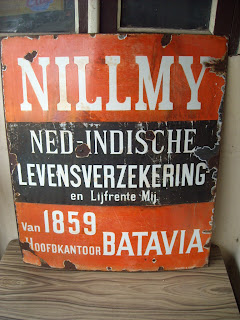 NILLMY
NED-INDISCHE
LEVENSVERZEKERING
en Lijfrente Mij.
Van 1859
HOOFDKANTOOR BATAVIA